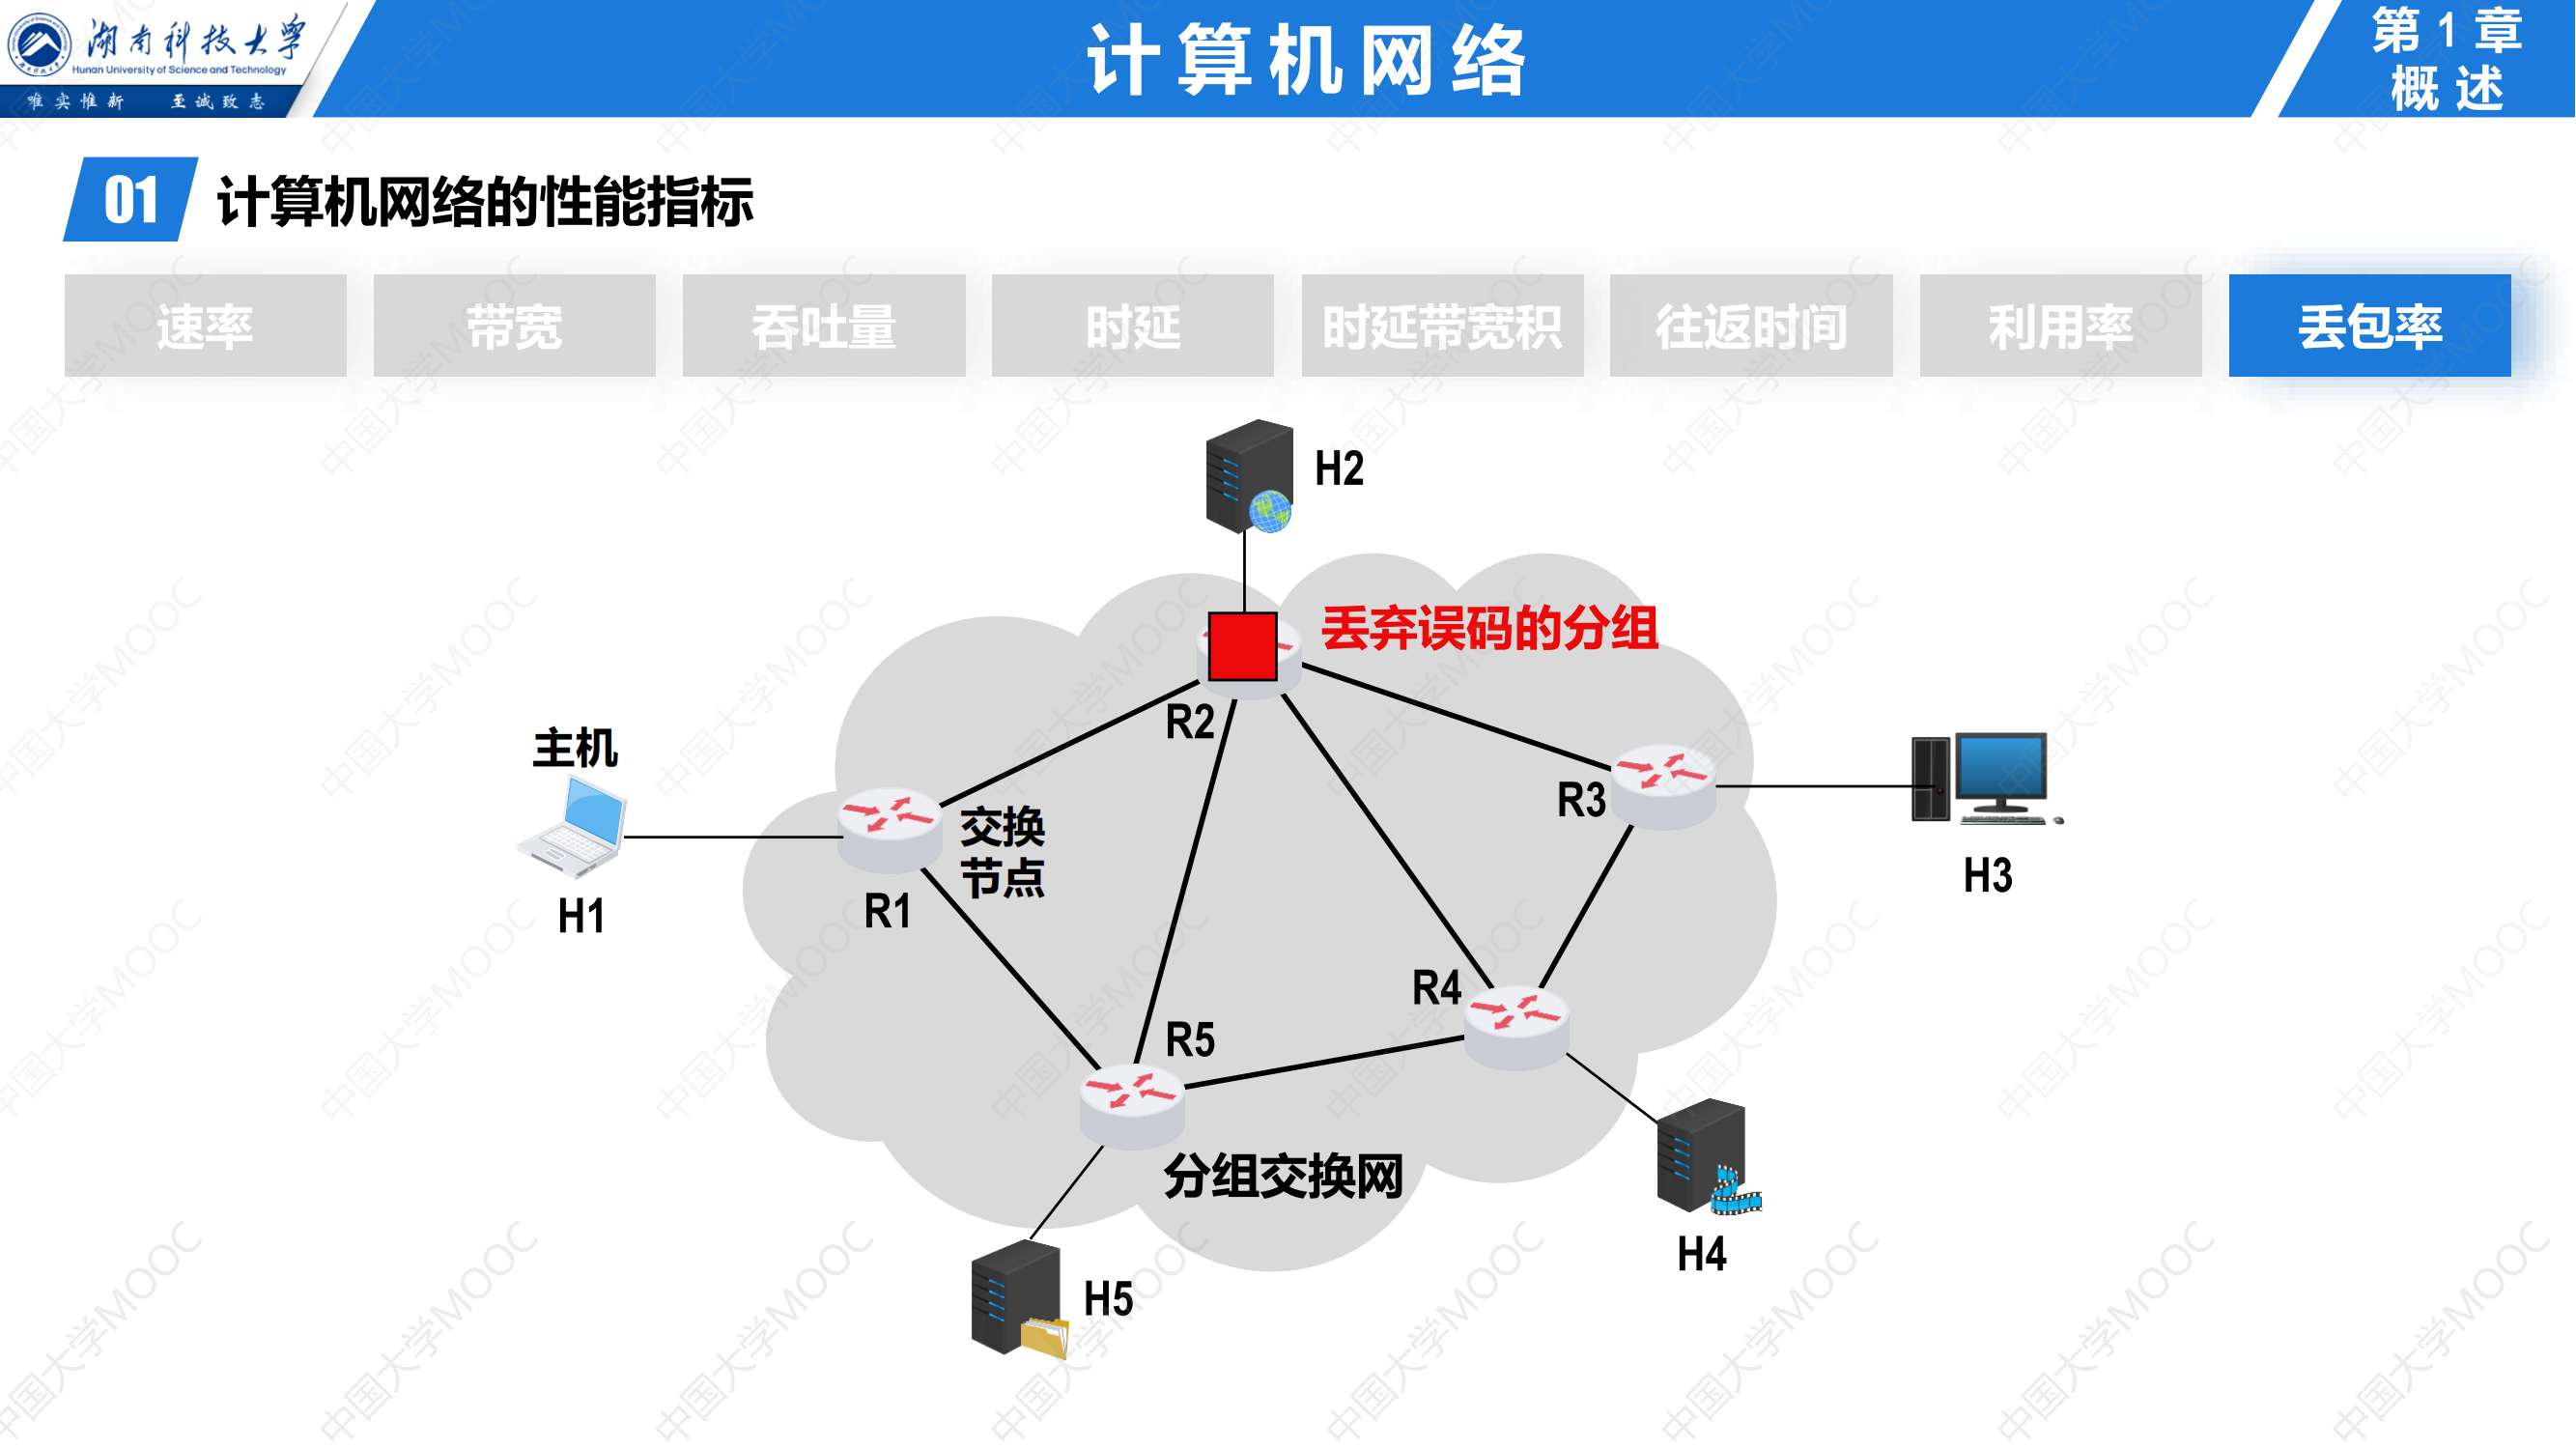 湖南科技大学
Hunan University of Science and Technology
唯实惟新 至诚致志
计算机网络
第1章
概述
01 计算机网络的性能指标
速率 带宽 吞吐量 时延 时延带宽积 往返时间 利用率 丢包率
H2
丢弃误码的分组
R2
主机
R3
交换
节点
H3
H1
R1
R4
R5
分组交换网
H4
H5
中国大学MOOC